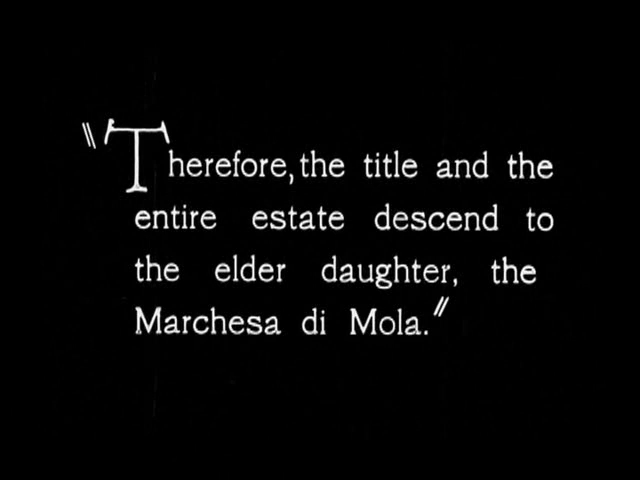 "Therefore, the title and the
entire estate descend to
the elder daughter, the
Marchesa di Mola."